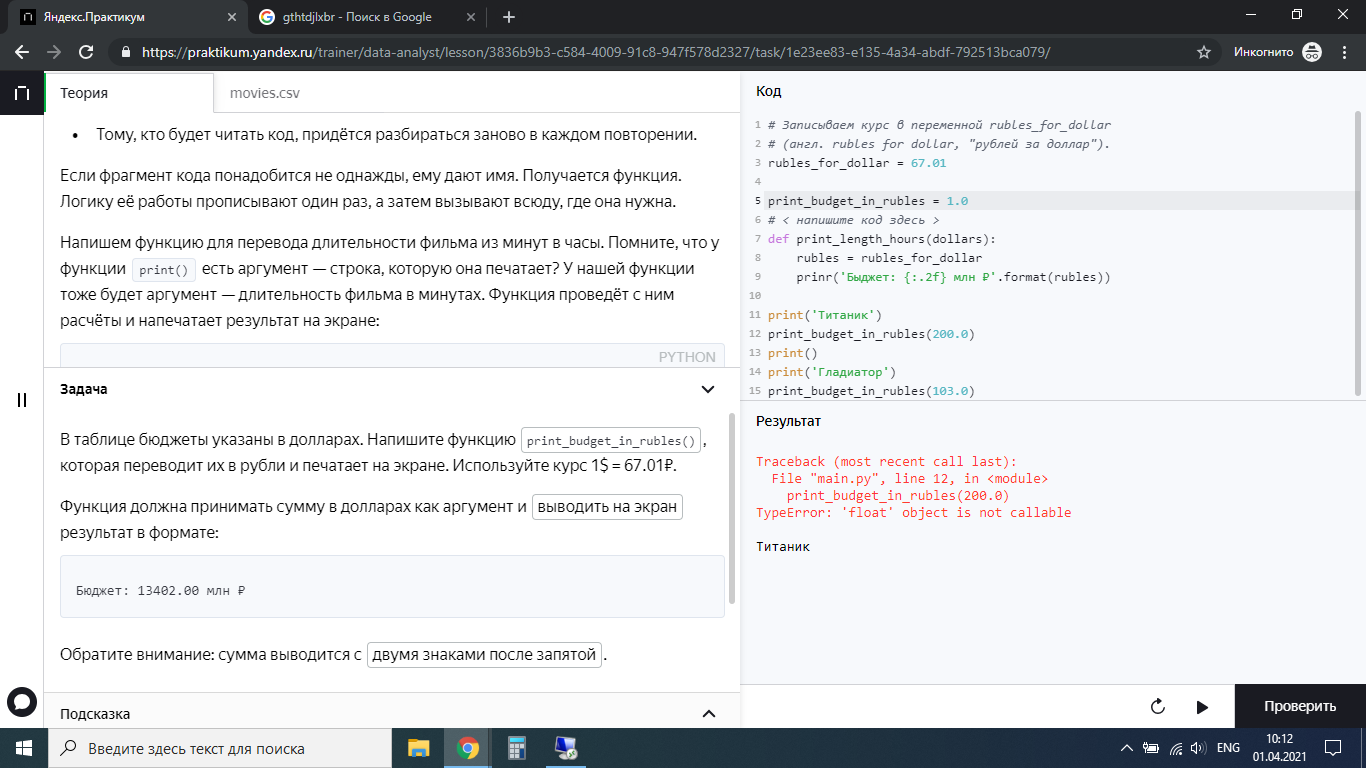 Яндекс.Практикум
gthtdjlxbr - Поиск в Google
https://praktikum.yandex.ru/trainer/data-analyst/lesson/3836b9b3-c584-4009-91c8-947f578d2327/task/1e23ee83-e135-4a34-abdf-792513bca079/
Инкогнито
Теория
movies.csv
• Тому, кто будет читать код, придётся разбираться заново в каждом повторении.
Если фрагмент кода понадобится не однажды, ему дают имя. Получается функция.
Логику её работы прописывают один раз, а затем вызывают всюду, где она нужна.
Напишем функцию для перевода длительности фильма из минут в часы. Помните, что у
функции print() есть аргумент — строка, которую она печатает? У нашей функции
тоже будет аргумент — длительность фильма в минутах. Функция проведёт с ним
расчёты и напечатает результат на экране:
PYTHON
Задача
В таблице бюджеты указаны в долларах. Напишите функцию print_budget_in_rubles(),
которая переводит их в рубли и печатает на экране. Используйте курс 1$ = 67.01₽.
Функция должна принимать сумму в долларах как аргумент и выводить на экран
результат в формате:
Бюджет: 13402.00 млн ₽
Обратите внимание: сумма выводится с двумя знаками после запятой.
Подсказка
Код
1 # Записываем курс в переменной rubles_for_dollar
2 # (англ. rubles for dollar, "рублей за доллар").
3 rubles_for_dollar = 67.01
4
5 print_budget_in_rubles = 1.0
6 # < напишите код здесь >
7 def print_length_hours(dollars):
8     rubles = rubles_for_dollar
9     prinr('Быджет: {:.2f} млн ₽'.format(rubles))
10
11 print('Титаник')
12 print_budget_in_rubles(200.0)
13 print()
14 print('Гладиатор')
15 print_budget_in_rubles(103.0)
Результат
Traceback (most recent call last):
  File "main.py", line 12, in <module>
    print_budget_in_rubles(200.0)
TypeError: 'float' object is not callable
Титаник
Проверить
Введите здесь текст для поиска
ENG
10:12
01.04.2021